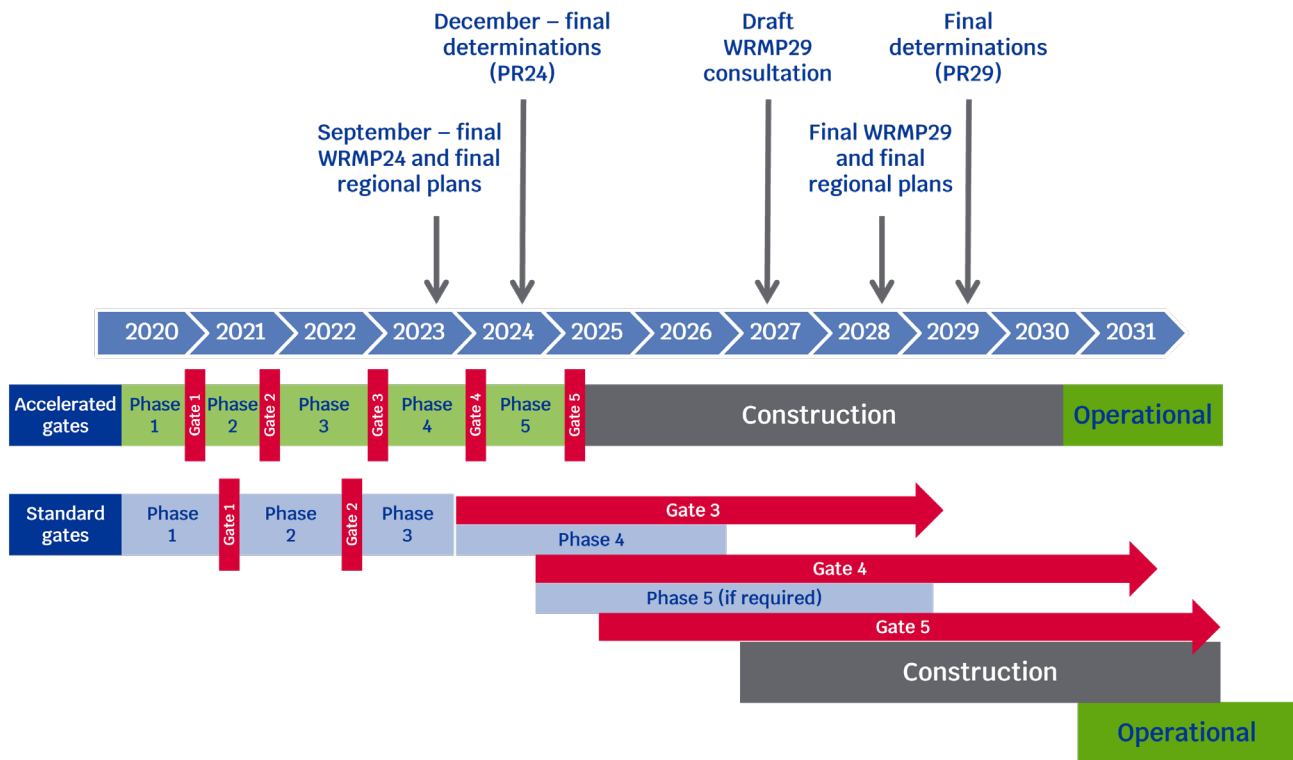 December – final
determinations
(PR24)
Draft
WRMP29
consultation
Final
determinations
(PR29)
September – final
WRMP24 and final
regional plans
Final WRMP29
and final
regional plans
2020
2021
2022
2023
2024
2025
2026
2027
2028
2029
2030
2031
Accelerated
gates
Phase
1
Gate 1
Phase
2
Gate 2
Phase
3
Gate 3
Phase
4
Gate 4
Phase
5
Gate 5
Construction
Operational
Standard
gates
Phase
1
Gate 1
Phase
2
Gate 2
Phase
3
Gate 3
Phase 4
Gate 4
Phase 5 (if required)
Gate 5
Construction
Operational